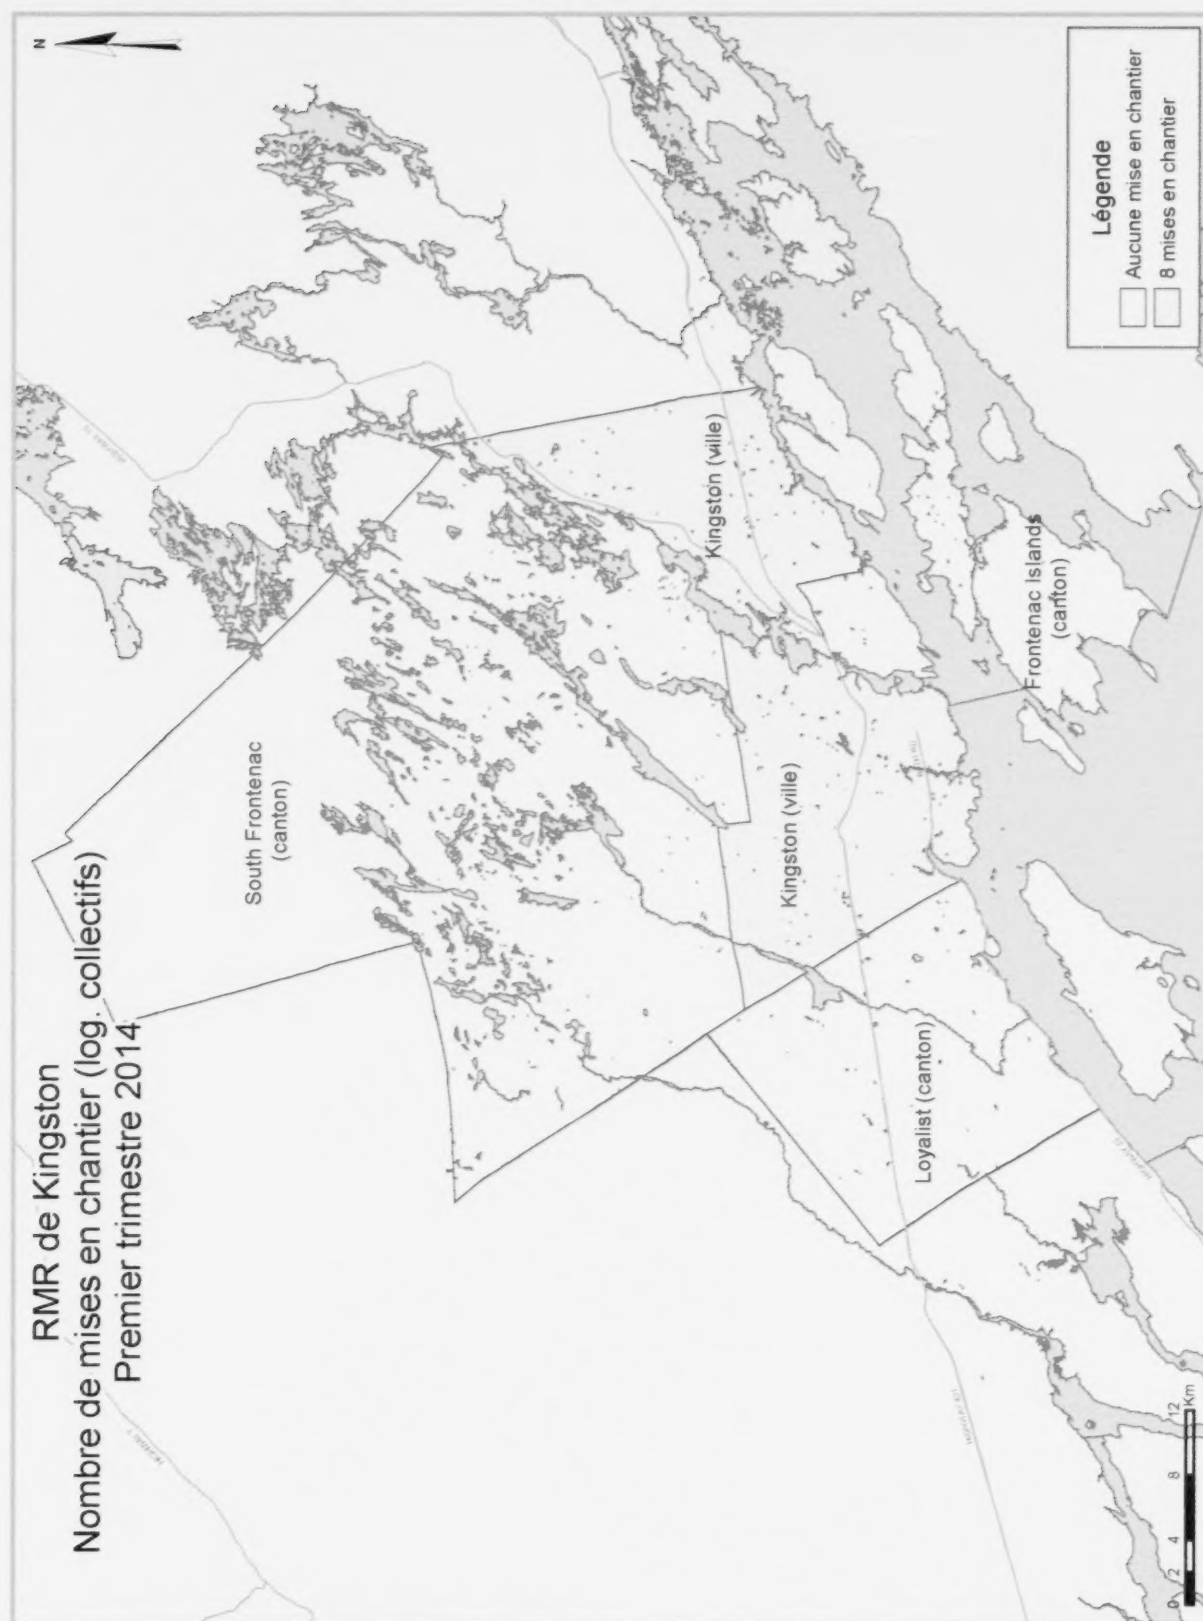 RMR de Kingston
Nombre de mises en chantier (log. collectifs)
Premier trimestre 2014
N
South Frontenac
(canton)
Kingston (ville)
Kingston (ville)
Loyalist (canton)
Frontenac Islands
(canton)
Légende
Aucune mise en chantier
8 mises en chantier
0 2 4 8 12
Km